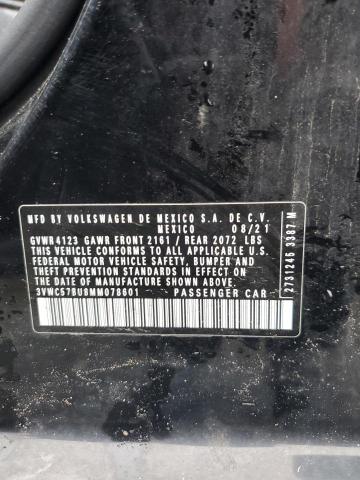 MFD BY VOLKSWAGEN DE MEXICO S.A. DE C.V.
MEXICO 08/21
GVWR 4123 GAWR FRONT 2161 / REAR 2072 LBS
THIS VEHICLE CONFORMS TO ALL APPLICABLE U.S.
FEDERAL MOTOR VEHICLE SAFETY, BUMPER, AND
THEFT PREVENTION STANDARDS IN EFFECT ON
THE DATE OF MANUFACTURE SHOWN ABOVE.
3VWC57BU8MM078601 PASSENGER CAR
2731245 3387 M